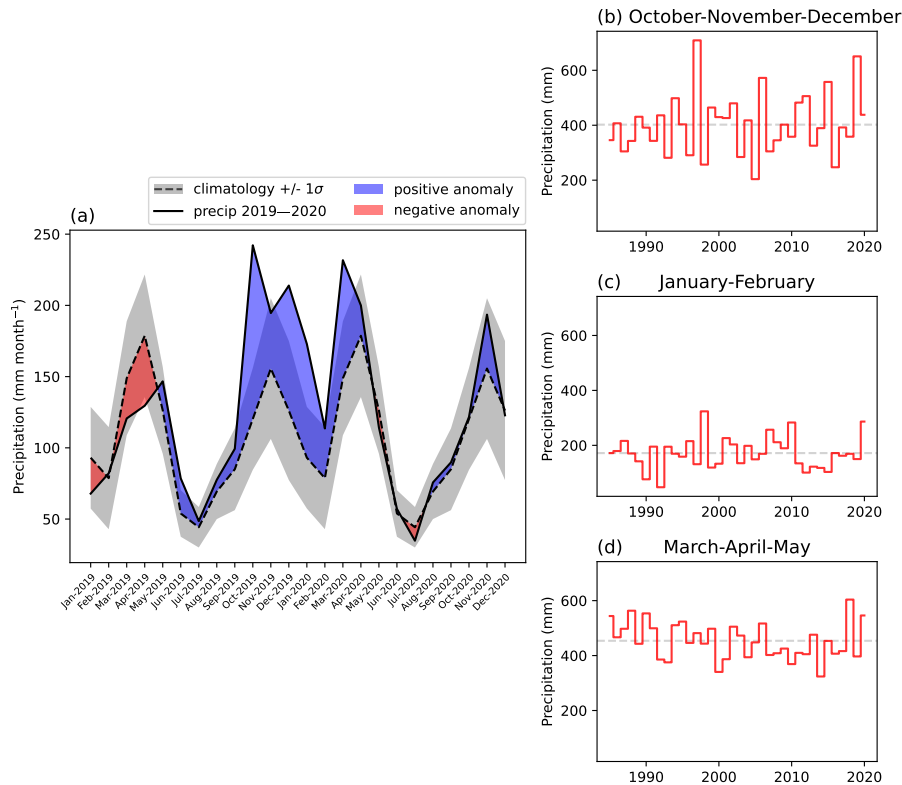 (a)
climatology +/- 1σ
precip 2019—2020
positive anomaly
negative anomaly
Precipitation (mm month⁻¹)
250
200
150
100
50
Jan-2019
Feb-2019
Mar-2019
Apr-2019
May-2019
Jun-2019
Jul-2019
Aug-2019
Sep-2019
Oct-2019
Nov-2019
Dec-2019
Jan-2020
Feb-2020
Mar-2020
Apr-2020
May-2020
Jun-2020
Jul-2020
Aug-2020
Sep-2020
Oct-2020
Nov-2020
Dec-2020
(b) October-November-December
Precipitation (mm)
600
400
200
1990 2000 2010 2020
(c) January-February
Precipitation (mm)
600
400
200
1990 2000 2010 2020
(d) March-April-May
Precipitation (mm)
600
400
200
1990 2000 2010 2020